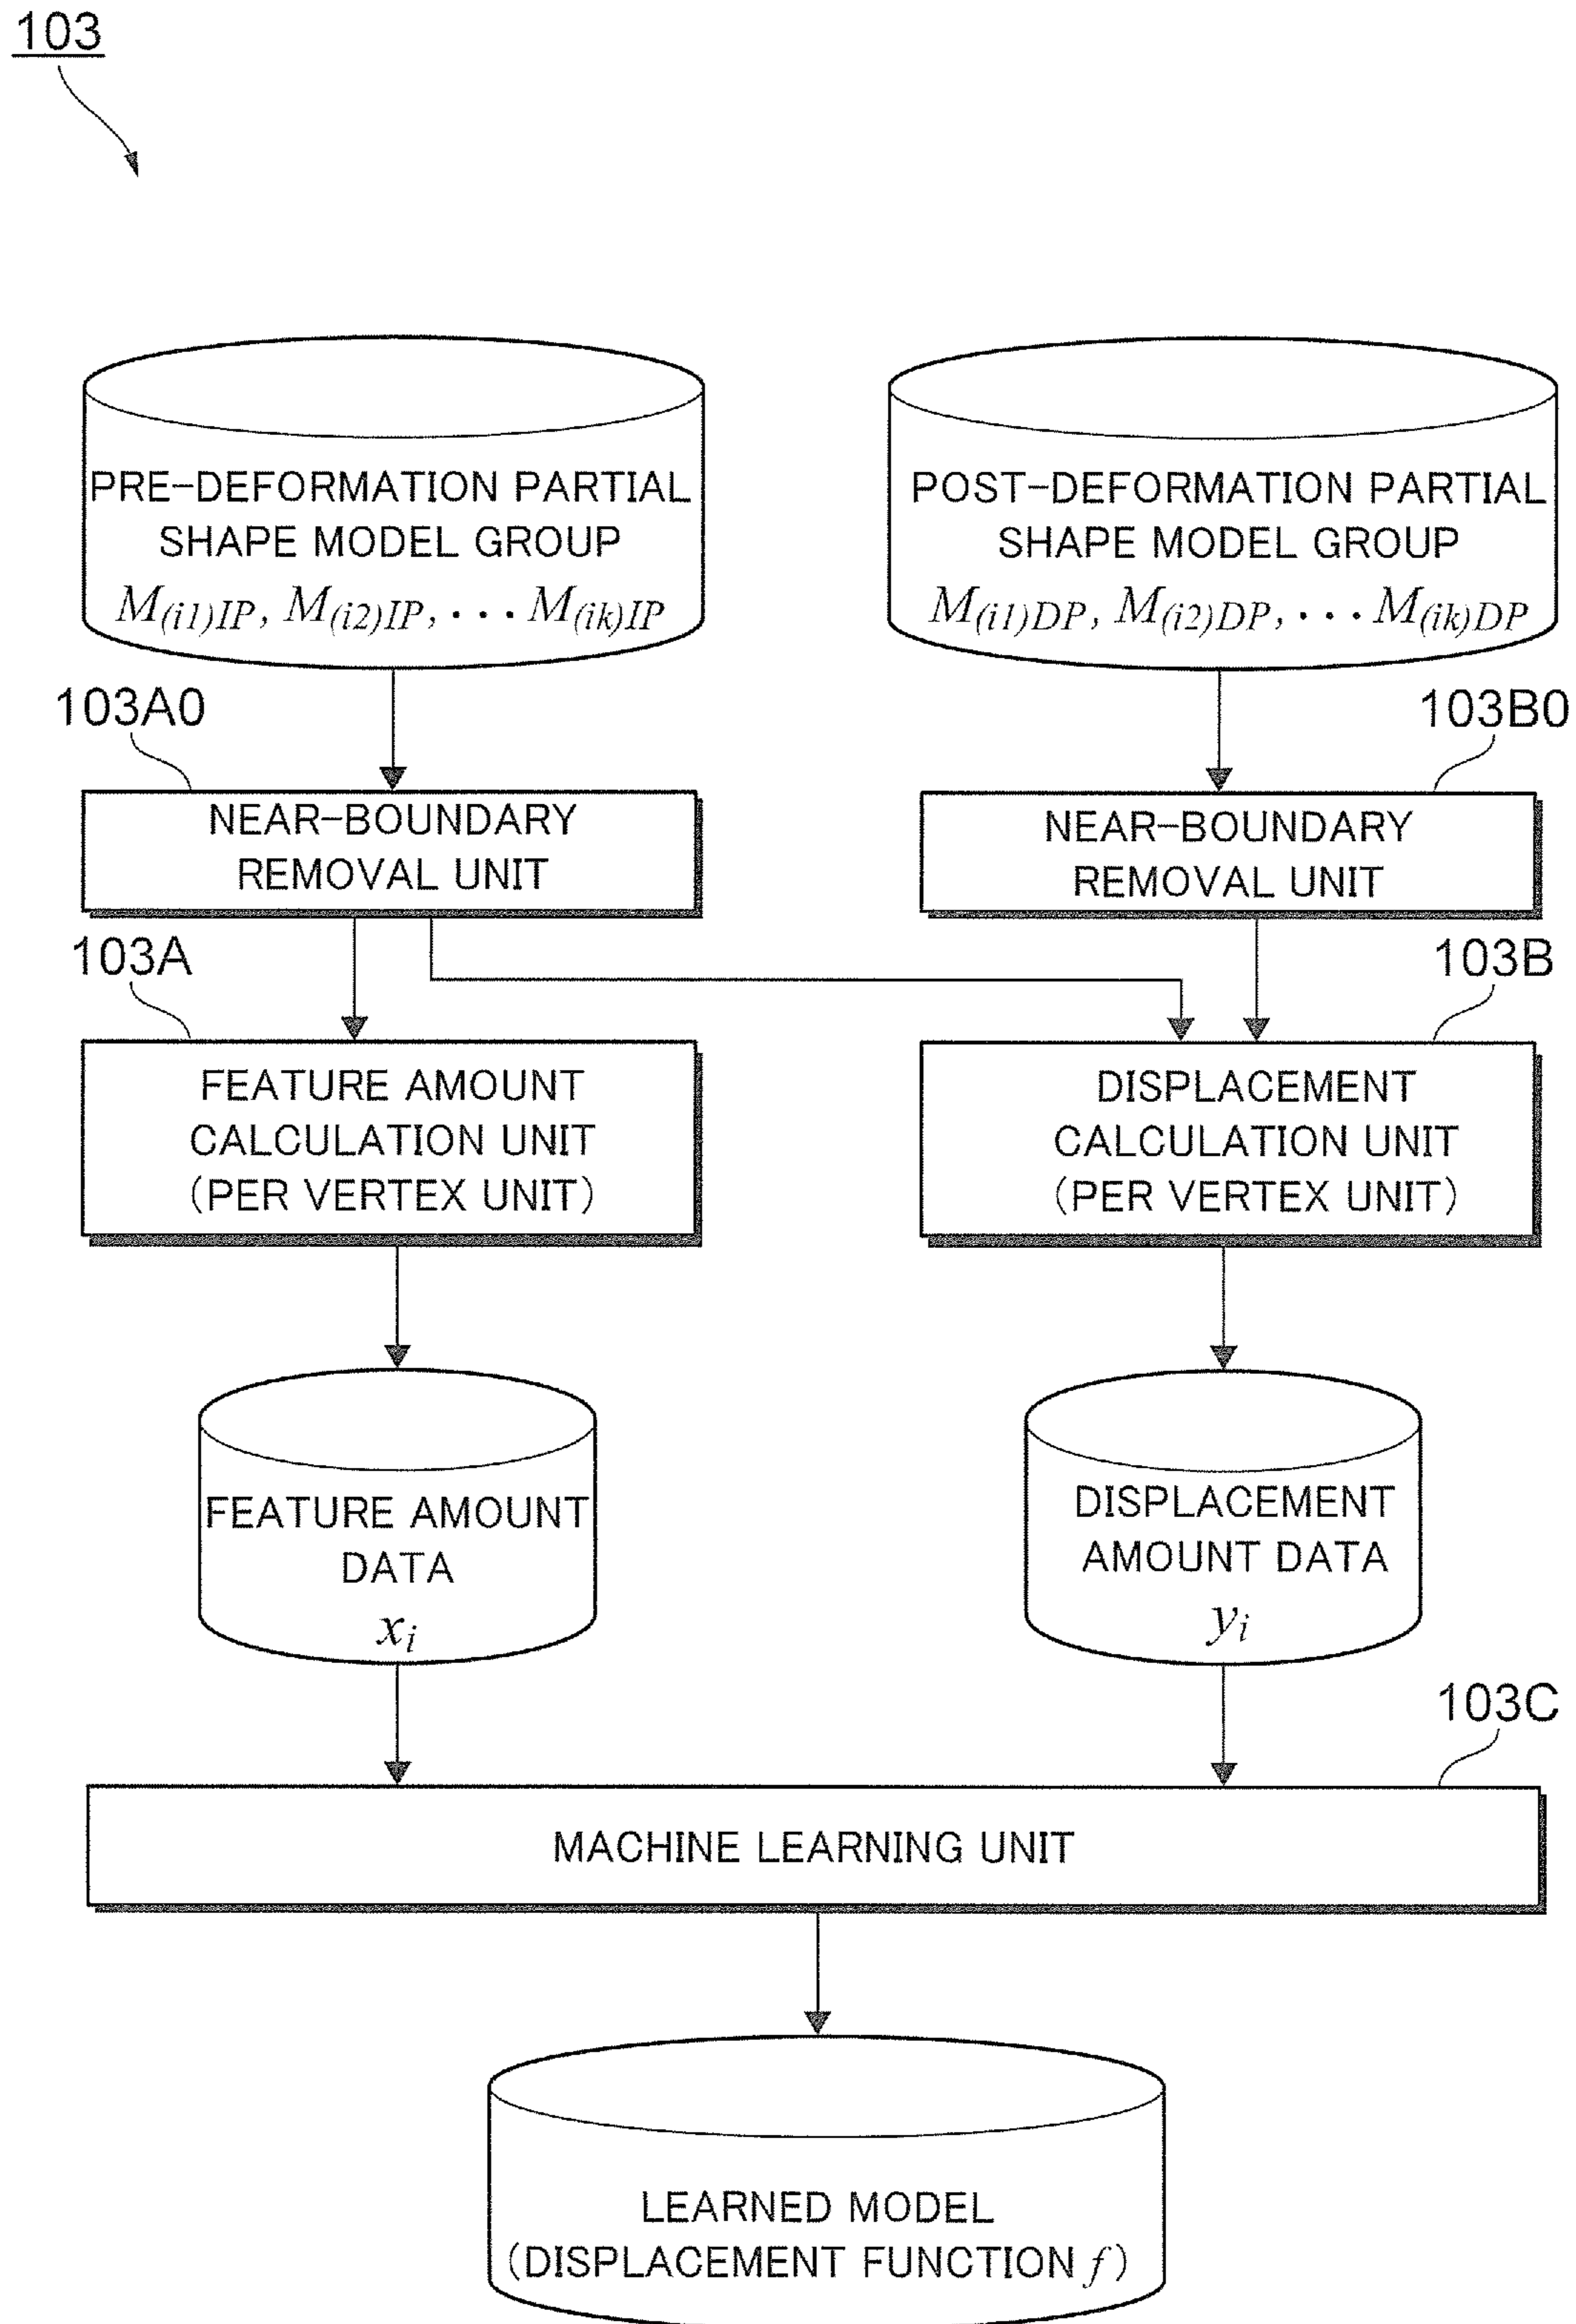 103
PRE-DEFORMATION PARTIAL
SHAPE MODEL GROUP
M(i1)IP, M(i2)IP, ··· M(ik)IP
POST-DEFORMATION PARTIAL
SHAPE MODEL GROUP
M(i1)DP, M(i2)DP, ··· M(ik)DP
103A0
NEAR-BOUNDARY
REMOVAL UNIT
103B0
NEAR-BOUNDARY
REMOVAL UNIT
103A
FEATURE AMOUNT
CALCULATION UNIT
(PER VERTEX UNIT)
103B
DISPLACEMENT
CALCULATION UNIT
(PER VERTEX UNIT)
FEATURE AMOUNT
DATA
xi
DISPLACEMENT
AMOUNT DATA
yi
103C
MACHINE LEARNING UNIT
LEARNED MODEL
(DISPLACEMENT FUNCTION f)